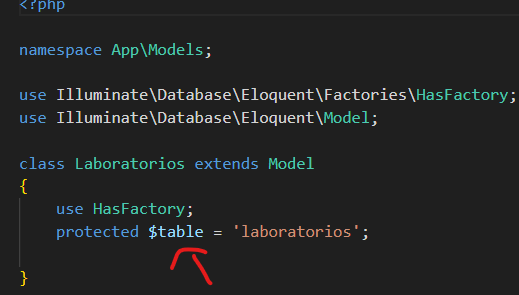 <?php
namespace App\Models;
use Illuminate\Database\Eloquent\Factories\HasFactory;
use Illuminate\Database\Eloquent\Model;
class Laboratorios extends Model
{
use HasFactory;
protected $table = 'laboratorios';
}